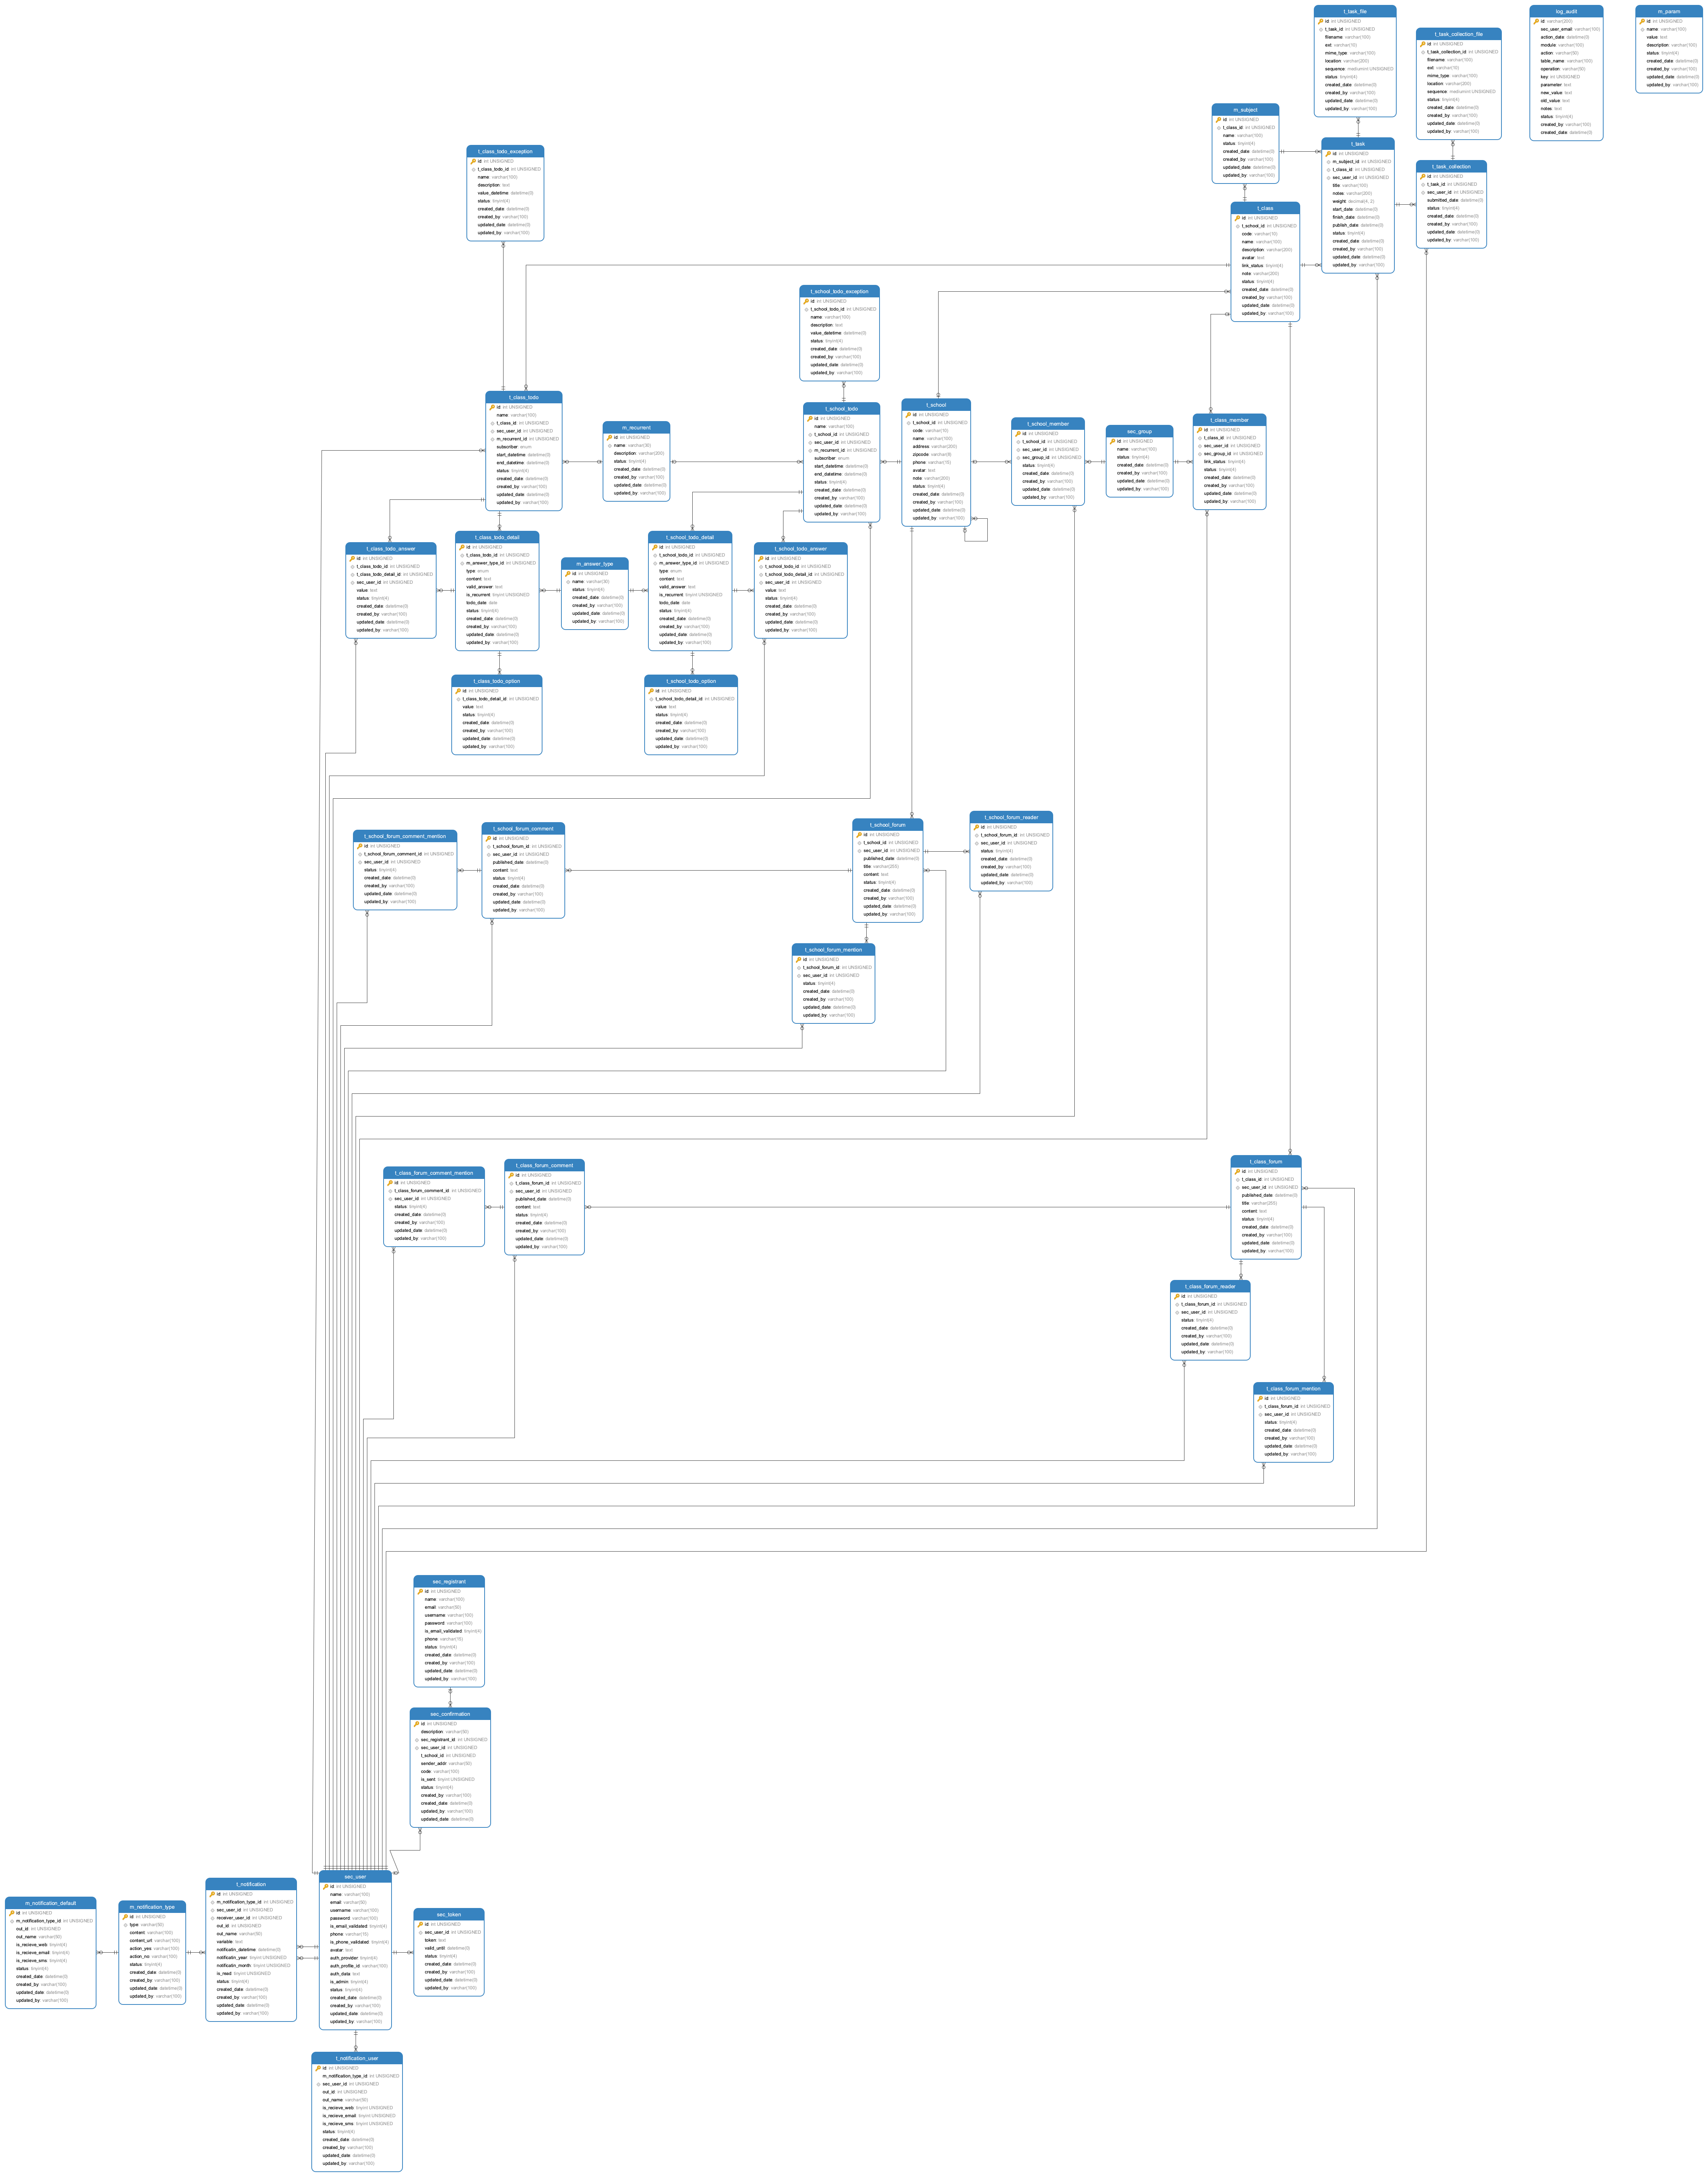 t_task_file
id int UNSIGNED
t_task_id int UNSIGNED
filename varchar(100)
ext varchar(10)
mime_type varchar(100)
location varchar(200)
sequence mediumint UNSIGNED
status tinyint(4)
created_date datetime(0)
created_by varchar(100)
updated_date datetime(0)
updated_by varchar(100)
t_task_collection_file
id int UNSIGNED
t_task_collection_id int UNSIGNED
filename varchar(100)
ext varchar(10)
mime_type varchar(100)
location varchar(200)
sequence mediumint UNSIGNED
status tinyint(4)
created_date datetime(0)
created_by varchar(100)
updated_date datetime(0)
updated_by varchar(100)
log_audit
id varchar(200)
sec_user_email varchar(100)
action_date datetime(0)
module varchar(100)
action varchar(50)
table_name varchar(100)
operation varchar(50)
key int UNSIGNED
parameter text
new_value text
old_value text
notes text
status tinyint(4)
created_by varchar(100)
created_date datetime(0)
m_param
id int UNSIGNED
name varchar(100)
value text
description varchar(100)
status tinyint(4)
created_date datetime(0)
created_by varchar(100)
updated_date datetime(0)
updated_by varchar(100)
m_subject
id int UNSIGNED
t_class_id int UNSIGNED
name varchar(100)
status tinyint(4)
created_date datetime(0)
created_by varchar(100)
updated_date datetime(0)
updated_by varchar(100)
t_task
id int UNSIGNED
m_subject_id int UNSIGNED
t_class_id int UNSIGNED
sec_user_id int UNSIGNED
title varchar(100)
notes varchar(200)
weight decimal(4, 2)
start_date datetime(0)
finish_date datetime(0)
publish_date datetime(0)
status tinyint(4)
created_date datetime(0)
created_by varchar(100)
updated_date datetime(0)
updated_by varchar(100)
t_task_collection
id int UNSIGNED
t_task_id int UNSIGNED
sec_user_id int UNSIGNED
submitted_date datetime(0)
status tinyint(4)
created_date datetime(0)
created_by varchar(100)
updated_date datetime(0)
updated_by varchar(100)
t_class_todo_exception
id int UNSIGNED
t_class_todo_id int UNSIGNED
name varchar(100)
description text
value_datetime datetime(0)
status tinyint(4)
created_date datetime(0)
created_by varchar(100)
updated_date datetime(0)
updated_by varchar(100)
t_class
id int UNSIGNED
t_school_id int UNSIGNED
code varchar(10)
name varchar(100)
description varchar(200)
avatar text
link_status tinyint(4)
note varchar(200)
status tinyint(4)
created_date datetime(0)
created_by varchar(100)
updated_date datetime(0)
updated_by varchar(100)
t_school_todo_exception
id int UNSIGNED
t_school_todo_id int UNSIGNED
name varchar(100)
description text
value_datetime datetime(0)
status tinyint(4)
created_date datetime(0)
created_by varchar(100)
updated_date datetime(0)
updated_by varchar(100)
t_class_todo
id int UNSIGNED
name varchar(100)
t_class_id int UNSIGNED
sec_user_id int UNSIGNED
m_recurrent_id int UNSIGNED
subscriber enum
start_datetime datetime(0)
end_datetime datetime(0)
status tinyint(4)
created_date datetime(0)
created_by varchar(100)
updated_date datetime(0)
updated_by varchar(100)
m_recurrent
id int UNSIGNED
name varchar(30)
description varchar(200)
status tinyint(4)
created_date datetime(0)
created_by varchar(100)
updated_date datetime(0)
updated_by varchar(100)
t_school_todo
id int UNSIGNED
name varchar(100)
t_school_id int UNSIGNED
sec_user_id int UNSIGNED
m_recurrent_id int UNSIGNED
subscriber enum
start_datetime datetime(0)
end_datetime datetime(0)
status tinyint(4)
created_date datetime(0)
created_by varchar(100)
updated_date datetime(0)
updated_by varchar(100)
t_school
id int UNSIGNED
t_school_id int UNSIGNED
code varchar(10)
name varchar(100)
address varchar(200)
zipcode varchar(6)
phone varchar(15)
avatar text
note varchar(200)
status tinyint(4)
created_date datetime(0)
created_by varchar(100)
updated_date datetime(0)
updated_by varchar(100)
t_school_member
id int UNSIGNED
t_school_id int UNSIGNED
sec_user_id int UNSIGNED
sec_group_id int UNSIGNED
status tinyint(4)
created_date datetime(0)
created_by varchar(100)
updated_date datetime(0)
updated_by varchar(100)
sec_group
id int UNSIGNED
name varchar(100)
status tinyint(4)
created_date datetime(0)
created_by varchar(100)
updated_date datetime(0)
updated_by varchar(100)
t_class_member
id int UNSIGNED
t_class_id int UNSIGNED
sec_user_id int UNSIGNED
sec_group_id int UNSIGNED
link_status tinyint(4)
status tinyint(4)
created_date datetime(0)
created_by varchar(100)
updated_date datetime(0)
updated_by varchar(100)
t_class_todo_answer
id int UNSIGNED
t_class_todo_id int UNSIGNED
t_class_todo_detail_id int UNSIGNED
sec_user_id int UNSIGNED
value text
status tinyint(4)
created_date datetime(0)
created_by varchar(100)
updated_date datetime(0)
updated_by varchar(100)
t_class_todo_detail
id int UNSIGNED
t_class_todo_id int UNSIGNED
m_answer_type_id int UNSIGNED
type enum
content text
valid_answer text
is_recurrent tinyint UNSIGNED
todo_date date
status tinyint(4)
created_date datetime(0)
created_by varchar(100)
updated_date datetime(0)
updated_by varchar(100)
m_answer_type
id int UNSIGNED
name varchar(30)
status tinyint(4)
created_date datetime(0)
created_by varchar(100)
updated_date datetime(0)
updated_by varchar(100)
t_school_todo_detail
id int UNSIGNED
t_school_todo_id int UNSIGNED
m_answer_type_id int UNSIGNED
type enum
content text
valid_answer text
is_recurrent tinyint UNSIGNED
todo_date date
status tinyint(4)
created_date datetime(0)
created_by varchar(100)
updated_date datetime(0)
updated_by varchar(100)
t_school_todo_answer
id int UNSIGNED
t_school_todo_id int UNSIGNED
t_school_todo_detail_id int UNSIGNED
sec_user_id int UNSIGNED
value text
status tinyint(4)
created_date datetime(0)
created_by varchar(100)
updated_date datetime(0)
updated_by varchar(100)
t_class_todo_option
id int UNSIGNED
t_class_todo_detail_id int UNSIGNED
value text
status tinyint(4)
created_date datetime(0)
created_by varchar(100)
updated_date datetime(0)
updated_by varchar(100)
t_school_todo_option
id int UNSIGNED
t_school_todo_detail_id int UNSIGNED
value text
status tinyint(4)
created_date datetime(0)
created_by varchar(100)
updated_date datetime(0)
updated_by varchar(100)
t_school_forum_comment_mention
id int UNSIGNED
t_school_forum_comment_id int UNSIGNED
sec_user_id int UNSIGNED
status tinyint(4)
created_date datetime(0)
created_by varchar(100)
updated_date datetime(0)
updated_by varchar(100)
t_school_forum_comment
id int UNSIGNED
t_school_forum_id int UNSIGNED
sec_user_id int UNSIGNED
published_date datetime(0)
content text
status tinyint(4)
created_date datetime(0)
created_by varchar(100)
updated_date datetime(0)
updated_by varchar(100)
t_school_forum
id int UNSIGNED
t_school_id int UNSIGNED
sec_user_id int UNSIGNED
published_date datetime(0)
title varchar(255)
content text
status tinyint(4)
created_date datetime(0)
created_by varchar(100)
updated_date datetime(0)
updated_by varchar(100)
t_school_forum_reader
id int UNSIGNED
t_school_forum_id int UNSIGNED
sec_user_id int UNSIGNED
status tinyint(4)
created_date datetime(0)
created_by varchar(100)
updated_date datetime(0)
updated_by varchar(100)
t_school_forum_mention
id int UNSIGNED
t_school_forum_id int UNSIGNED
sec_user_id int UNSIGNED
status tinyint(4)
created_date datetime(0)
created_by varchar(100)
updated_date datetime(0)
updated_by varchar(100)
t_class_forum_comment_mention
id int UNSIGNED
t_class_forum_comment_id int UNSIGNED
sec_user_id int UNSIGNED
status tinyint(4)
created_date datetime(0)
created_by varchar(100)
updated_date datetime(0)
updated_by varchar(100)
t_class_forum_comment
id int UNSIGNED
t_class_forum_id int UNSIGNED
sec_user_id int UNSIGNED
published_date datetime(0)
content text
status tinyint(4)
created_date datetime(0)
created_by varchar(100)
updated_date datetime(0)
updated_by varchar(100)
t_class_forum
id int UNSIGNED
t_class_id int UNSIGNED
sec_user_id int UNSIGNED
published_date datetime(0)
title varchar(255)
content text
status tinyint(4)
created_date datetime(0)
created_by varchar(100)
updated_date datetime(0)
updated_by varchar(100)
t_class_forum_reader
id int UNSIGNED
t_class_forum_id int UNSIGNED
sec_user_id int UNSIGNED
status tinyint(4)
created_date datetime(0)
created_by varchar(100)
updated_date datetime(0)
updated_by varchar(100)
t_class_forum_mention
id int UNSIGNED
t_class_forum_id int UNSIGNED
sec_user_id int UNSIGNED
status tinyint(4)
created_date datetime(0)
created_by varchar(100)
updated_date datetime(0)
updated_by varchar(100)
sec_registrant
id int UNSIGNED
name varchar(100)
email varchar(50)
username varchar(100)
password varchar(100)
is_email_validated tinyint(4)
phone varchar(15)
status tinyint(4)
created_date datetime(0)
created_by varchar(100)
updated_date datetime(0)
updated_by varchar(100)
sec_confirmation
id int UNSIGNED
description varchar(50)
sec_registrant_id int UNSIGNED
sec_user_id int UNSIGNED
t_school_id int UNSIGNED
sender_addr varchar(50)
code varchar(100)
is_sent tinyint UNSIGNED
status tinyint(4)
created_by varchar(100)
created_date datetime(0)
updated_by varchar(100)
updated_date datetime(0)
m_notification_default
id int UNSIGNED
m_notification_type_id int UNSIGNED
out_id int UNSIGNED
out_name varchar(50)
is_recieve_web tinyint(4)
is_recieve_email tinyint(4)
is_recieve_sms tinyint(4)
status tinyint(4)
created_date datetime(0)
created_by varchar(100)
updated_date datetime(0)
updated_by varchar(100)
m_notification_type
id int UNSIGNED
type varchar(50)
content varchar(100)
content_url varchar(100)
action_yes varchar(100)
action_no varchar(100)
status tinyint(4)
created_date datetime(0)
created_by varchar(100)
updated_date datetime(0)
updated_by varchar(100)
t_notification
id int UNSIGNED
m_notification_type_id int UNSIGNED
sec_user_id int UNSIGNED
receiver_user_id int UNSIGNED
out_id int UNSIGNED
out_name varchar(50)
variable text
notificatin_datetime datetime(0)
notificatin_year tinyint UNSIGNED
notificatin_month tinyint UNSIGNED
is_read tinyint UNSIGNED
status tinyint(4)
created_date datetime(0)
created_by varchar(100)
updated_date datetime(0)
updated_by varchar(100)
sec_user
id int UNSIGNED
name varchar(100)
email varchar(50)
username varchar(100)
password varchar(100)
is_email_validated tinyint(4)
phone varchar(15)
is_phone_validated tinyint(4)
avatar text
auth_provider tinyint(4)
auth_profile_id varchar(100)
auth_data text
is_admin tinyint(4)
status tinyint(4)
created_date datetime(0)
created_by varchar(100)
updated_date datetime(0)
updated_by varchar(100)
sec_token
id int UNSIGNED
sec_user_id int UNSIGNED
token text
valid_until datetime(0)
status tinyint(4)
created_date datetime(0)
created_by varchar(100)
updated_date datetime(0)
updated_by varchar(100)
t_notification_user
id int UNSIGNED
m_notification_type_id int UNSIGNED
sec_user_id int UNSIGNED
out_id int UNSIGNED
out_name varchar(50)
is_recieve_web tinyint UNSIGNED
is_recieve_email tinyint UNSIGNED
is_recieve_sms tinyint UNSIGNED
status tinyint(4)
created_date datetime(0)
created_by varchar(100)
updated_date datetime(0)
updated_by varchar(100)